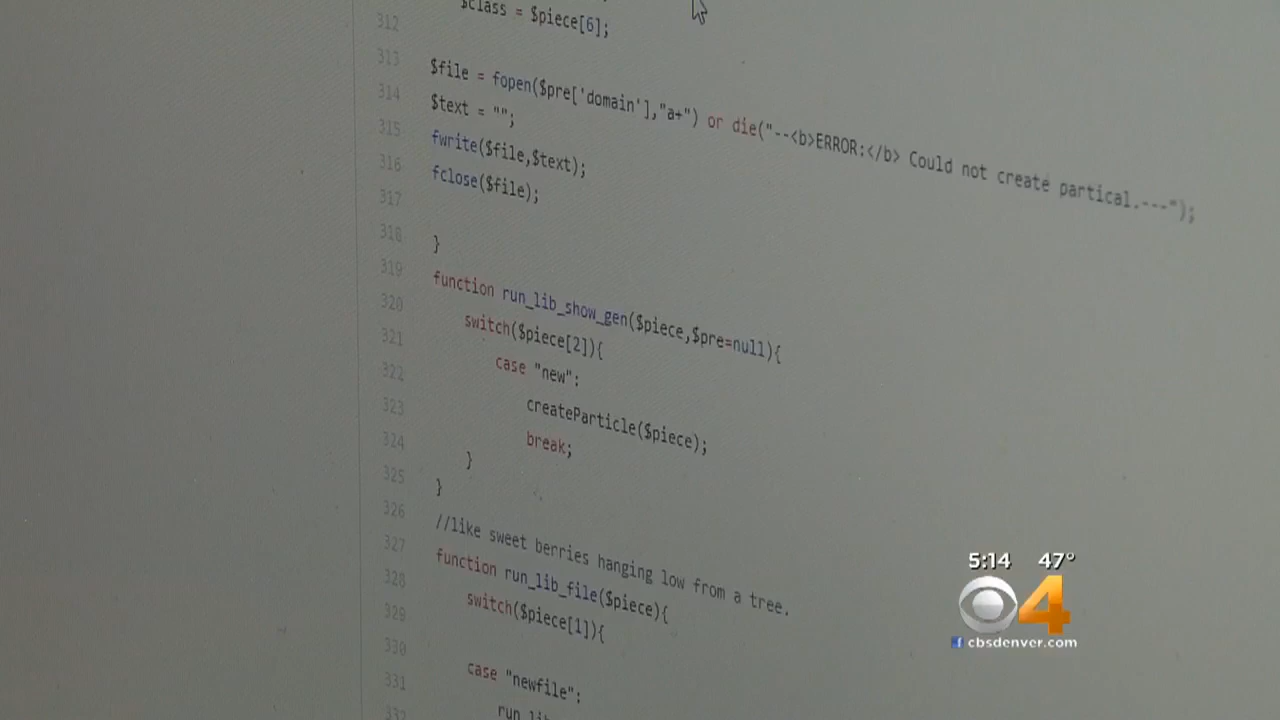 312 $class = $piece[6];
313
314 $file = fopen($pre['domain'],"a+") or die("--<b>ERROR:</b> Could not create partical.---");
315 $text = "";
316 fwrite($file,$text);
317 fclose($file);
318
319 }
320 function run_lib_show_gen($piece,$pre=null){
321 switch($piece[2]){
322 case "new":
323 createParticle($piece);
324 break;
325 }
326 }
327 //like sweet berries hanging low from a tree.
328 function run_lib_file($piece){
329 switch($piece[1]){
330
331 case "newfile":
332
5:14 47°
4
f cbsdenver.com